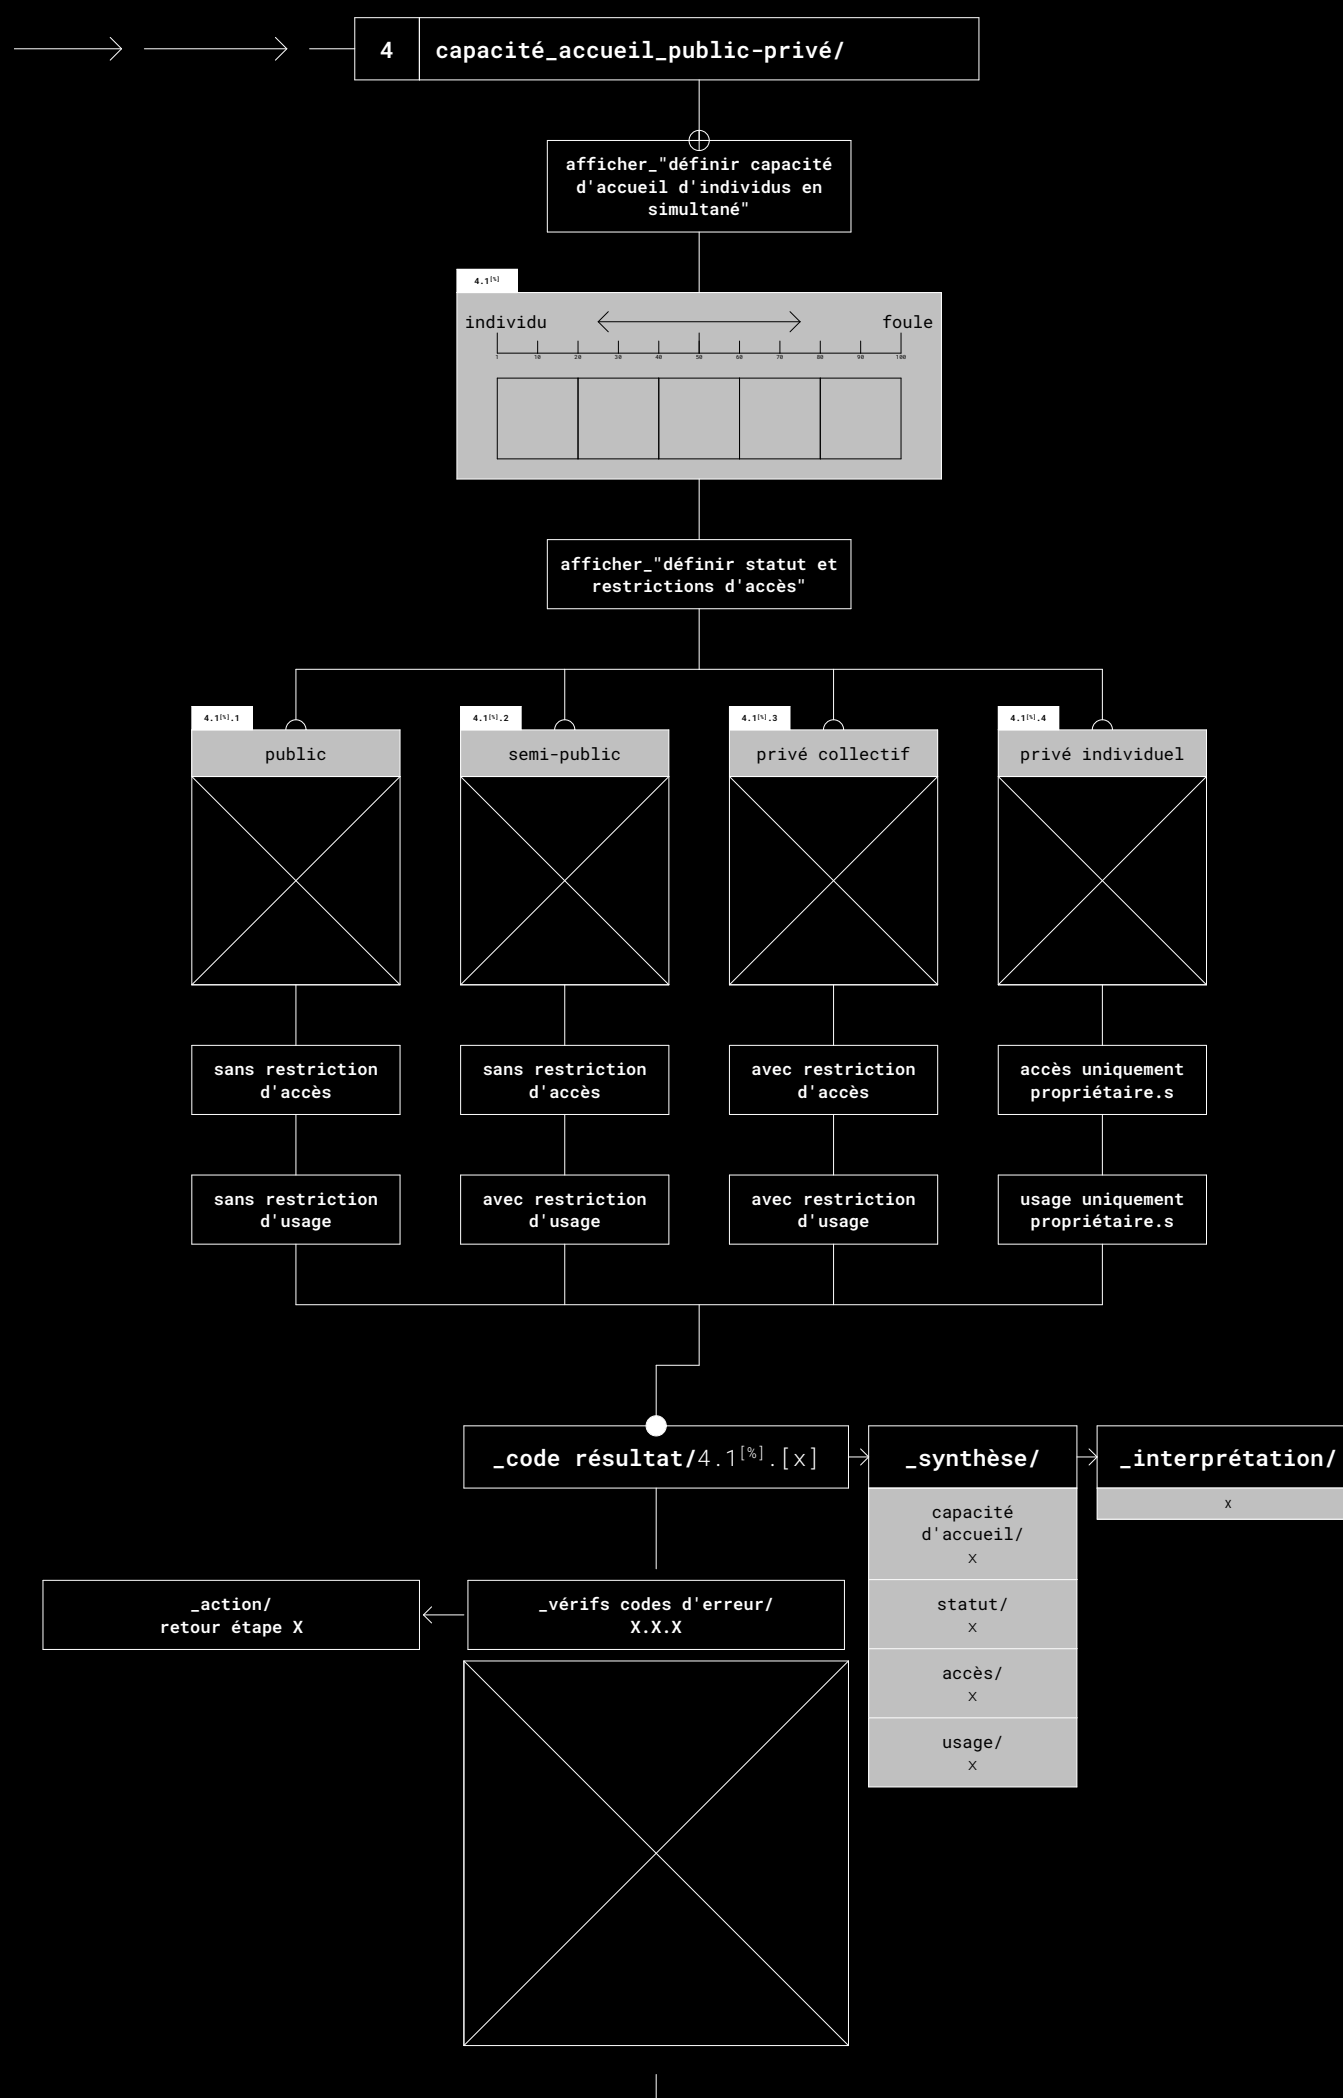 4
capacité_accueil_public-privé/
afficher_"définir capacité
d'accueil d'individus en
simultané"
4.1[%]
individu
foule
1 10 20 30 40 50 60 70 80 90 100
afficher_"définir statut et
restrictions d'accès"
4.1[%].1
4.1[%].2
4.1[%].3
4.1[%].4
public
semi-public
privé collectif
privé individuel
sans restriction
d'accès
sans restriction
d'accès
avec restriction
d'accès
accès uniquement
propriétaire.s
sans restriction
d'usage
avec restriction
d'usage
avec restriction
d'usage
usage uniquement
propriétaire.s
_code résultat/4.1[%].[x]
_synthèse/
_interprétation/
x
capacité
d'accueil/
x
statut/
x
accès/
x
usage/
x
_action/
retour étape X
_vérifs codes d'erreur/
X.X.X